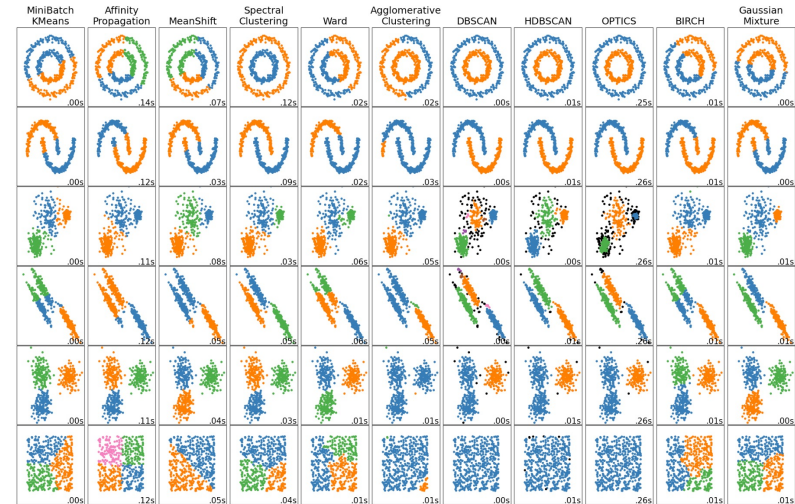 MiniBatch KMeans
Affinity Propagation
MeanShift
Spectral Clustering
Ward
Agglomerative Clustering
DBSCAN
HDBSCAN
OPTICS
BIRCH
Gaussian Mixture
.00s .14s .07s .12s .02s .02s .00s .01s .25s .01s .00s
.00s .12s .03s .09s .02s .03s .00s .01s .26s .01s .00s
.00s .11s .08s .03s .06s .05s .00s .01s .26s .01s .01s
.00s .12s .05s .05s .06s .05s .00s .01s .26s .01s .01s
.00s .11s .04s .03s .01s .01s .00s .01s .26s .01s .00s
.00s .12s .05s .04s .01s .01s .00s .01s .26s .01s .01s